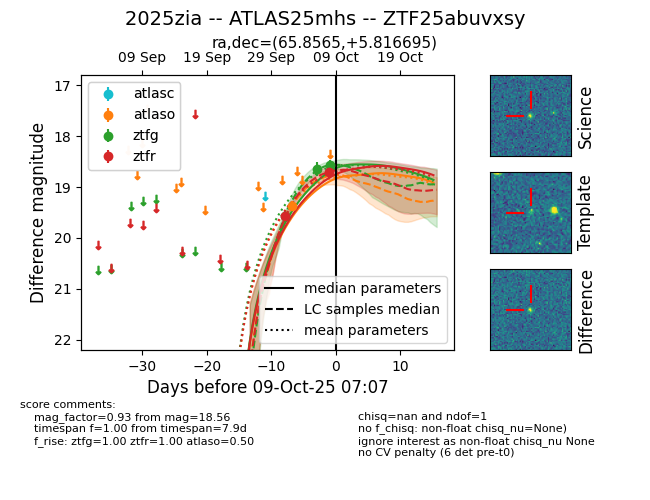 2025zia -- ATLAS25mhs -- ZTF25abuvxsy
ra,dec=(65.8565,+5.816695)
09 Sep 19 Sep 29 Sep 09 Oct 19 Oct
17
18
19
20
21
22
Difference magnitude
atlasc
atlaso
ztfg
ztfr
median parameters
LC samples median
mean parameters
−30 −20 −10 0 10
Days before 09-Oct-25 07:07
Science
Template
Difference
score comments:
mag_factor=0.93 from mag=18.56
timespan f=1.00 from timespan=7.9d
f_rise: ztfg=1.00 ztfr=1.00 atlaso=0.50
chisq=nan and ndof=1
no f_chisq: non-float chisq_nu=None)
ignore interest as non-float chisq_nu None
no CV penalty (6 det pre-t0)